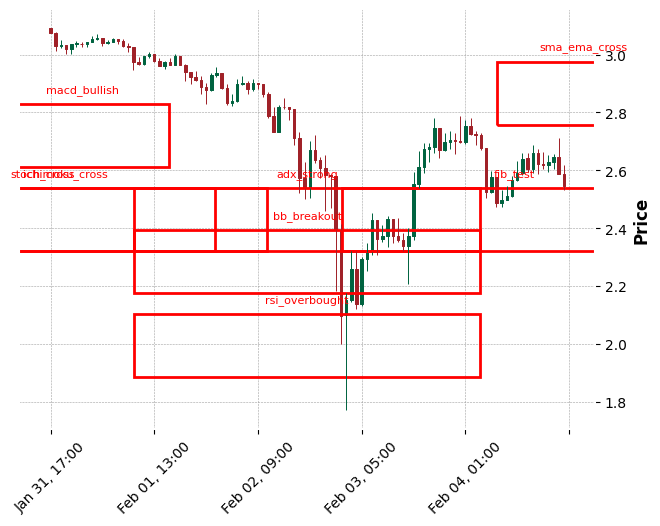 sma_ema_cross
macd_bullish
adx_strong
fib_test
bb_breakout
rsi_overbought
3.0
2.8
2.6
2.4
2.2
2.0
1.8
Price
Jan 31, 17:00
Feb 01, 13:00
Feb 02, 09:00
Feb 03, 05:00
Feb 04, 01:00